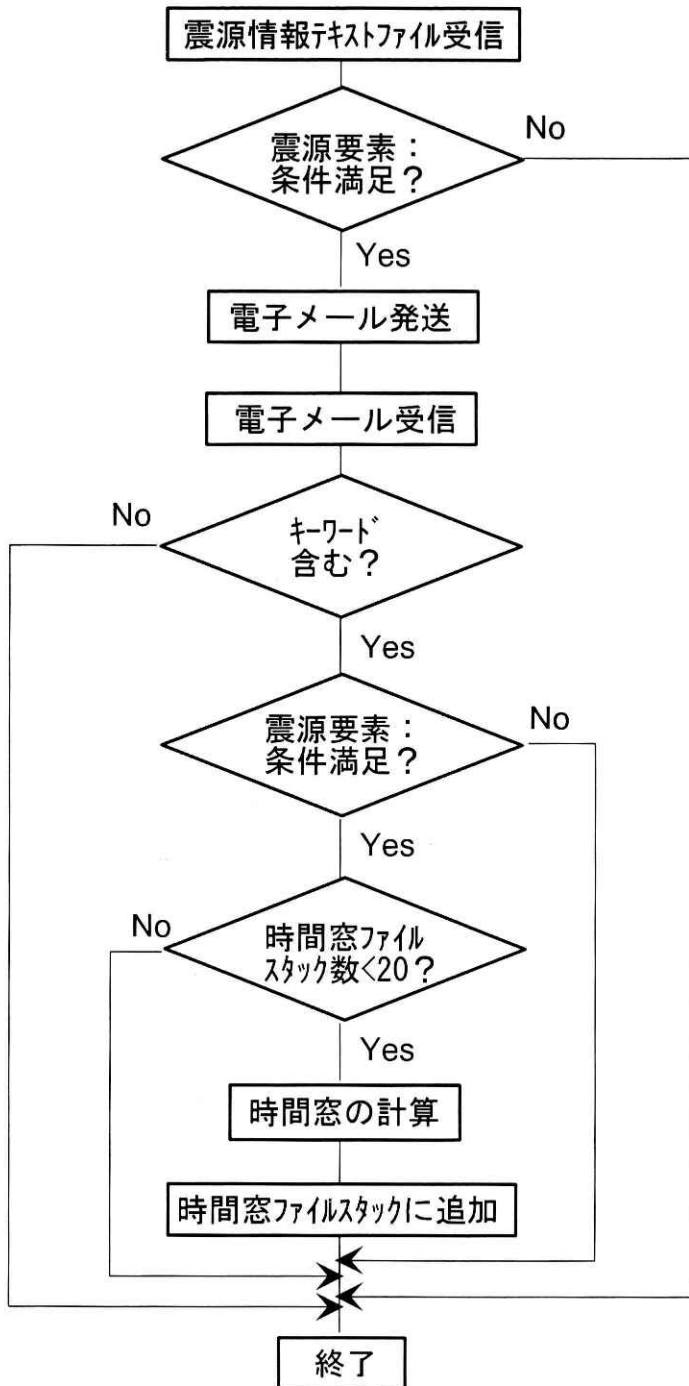 震源情報ﾃｷｽﾄﾌｧｲﾙ受信
震源要素：
条件満足？
No
Yes
電子メール発送
電子メール受信
No
ｷｰﾜｰﾄﾞ
含む？
Yes
震源要素：
条件満足？
No
Yes
No
時間窓ﾌｧｲﾙ
ｽﾀｯｸ数<20？
Yes
時間窓の計算
時間窓ﾌｧｲﾙｽﾀｯｸに追加
終了